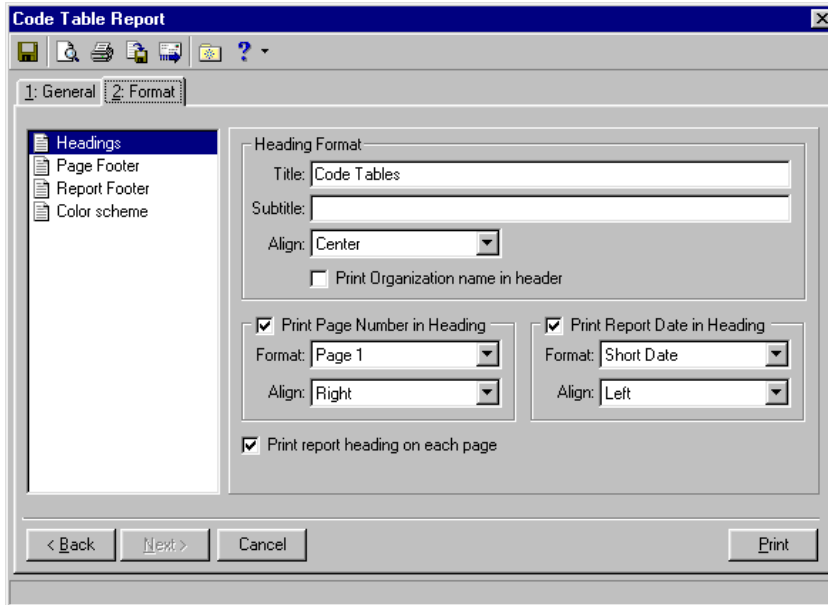 Code Table Report
1: General 2: Format
Headings
Page Footer
Report Footer
Color scheme
Heading Format
Title: Code Tables
Subtitle:
Align: Center
Print Organization name in header
Print Page Number in Heading
Format: Page 1
Align: Right
Print Report Date in Heading
Format: Short Date
Align: Left
Print report heading on each page
< Back Next > Cancel Print